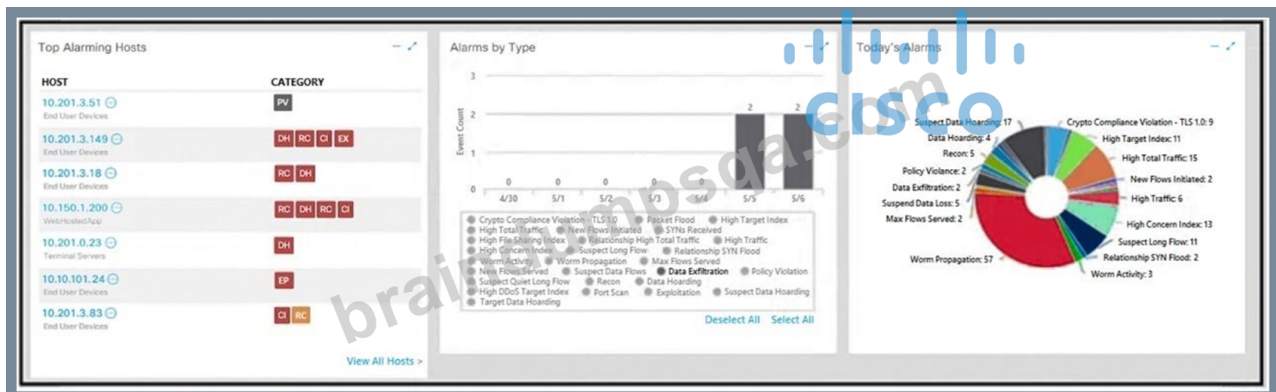 Top Alarming Hosts
HOST CATEGORY
10.201.3.51
PV
End User Devices
10.201.3.149
DH RC CI EX
End User Devices
10.201.3.18
RC DH
End User Devices
10.150.1.200
RC DH RC CI
WebHostedApp
10.201.0.23
DH
Terminal Servers
10.10.101.24
EP
End User Devices
10.201.3.83
CI RC
End User Devices
View All Hosts >
Alarms by Type
Event Count
3
2
1
0
0 0 0 0 0 2 2
4/30 5/1 5/2 5/3 5/4 5/5 5/6
Crypto Compliance Violation - TLS 1.0 Packet Flood High Target Index
High Total Traffic New Flows Initiated SYNs Received
High File Sharing Index Relationship High Total Traffic High Traffic
High Concern Index Suspect Long Flow Relationship SYN Flood
Worm Activity Worm Propagation Max Flows Served
New Flows Served Suspect Data Flows Data Exfiltration Policy Violation
Suspect Quiet Long Flow Recon Data Hoarding
High DDoS Target Index Port Scan Exploitation Suspect Data Hoarding
Target Data Hoarding
Deselect All Select All
Today's Alarms
CISCO
Suspect Data Hoarding: 17
Data Hoarding: 4
Recon: 5
Policy Violance: 2
Data Exfiltration: 2
Suspend Data Loss: 5
Max Flows Served: 2
Worm Propagation: 57
Crypto Compliance Violation - TLS 1.0: 9
High Target Index: 11
High Total Traffic: 15
New Flows Initiated: 2
High Traffic: 6
High Concern Index: 13
Suspect Long Flow: 11
Relationship SYN Flood: 2
Worm Activity: 3
braindumpsqa.com